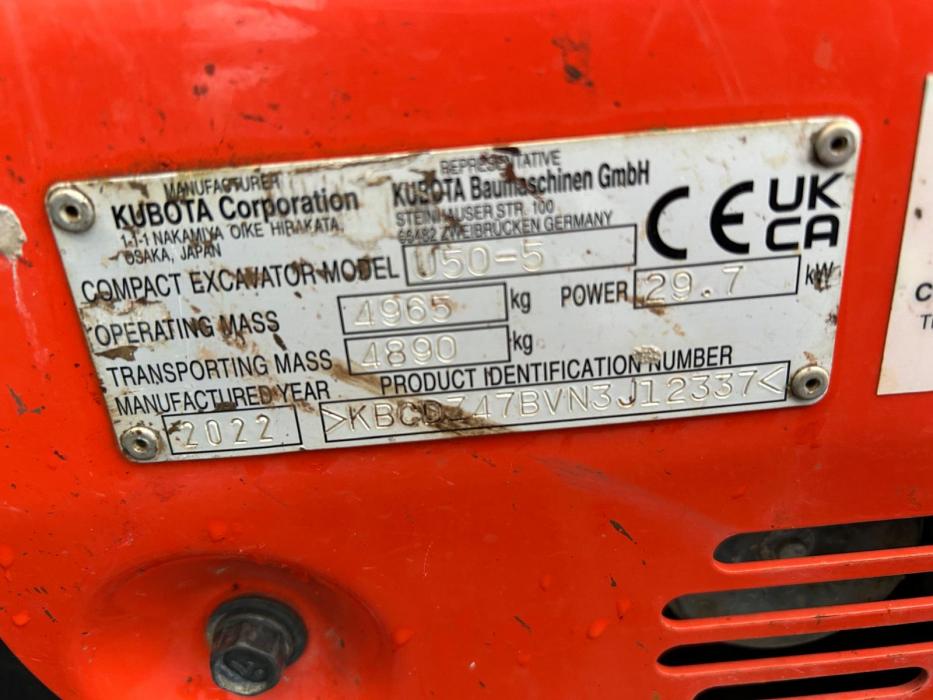 MANUFACTURER
KUBOTA Corporation
1-1-1 NAKAMIYA OIKE HIRAKATA,
OSAKA, JAPAN
REPRESENTATIVE
KUBOTA Baumaschinen GmbH
STEINHAUSER STR. 100
66482 ZWEIBRÜCKEN GERMANY
CE UK
CA
COMPACT EXCAVATOR MODEL U50-5
OPERATING MASS 4965 kg POWER 29.7 kW
TRANSPORTING MASS 4890 kg
MANUFACTURED YEAR PRODUCT IDENTIFICATION NUMBER
2022